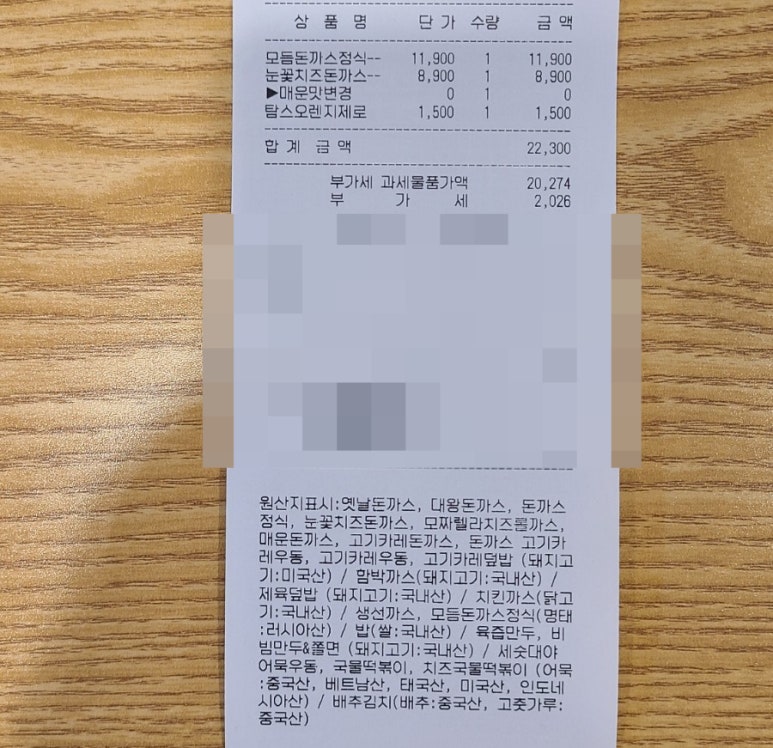 상 품 명 단 가 수량 금 액
모듬돈까스정식-- 11,900 1 11,900
눈꽃치즈돈까스-- 8,900 1 8,900
▶매운맛변경 0 1 0
탐스오렌지제로 1,500 1 1,500
합 계 금 액 22,300
부가세 과세물품가액 20,274
부 가 세 2,026
원산지표시:옛날돈까스, 대왕돈까스, 돈까스
정식, 눈꽃치즈돈까스, 모짜렐라치즈롤까스,
매운돈까스, 고기카레돈까스, 돈까스 고기카
레우동, 고기카레우동, 고기카레덮밥 (돼지고
기:미국산) / 함박까스(돼지고기:국내산) /
제육덮밥 (돼지고기:국내산) / 치킨까스(닭고
기:국내산) / 생선까스, 모듬돈까스정식(명태
:러시아산) / 밥(쌀:국내산) / 육즙만두, 비
빔만두&쫄면 (돼지고기:국내산) / 세숫대야
어묵우동, 국물떡볶이, 치즈국물떡볶이 (어묵
:중국산, 베트남산, 태국산, 미국산, 인도네
시아산) / 배추김치(배추:중국산, 고춧가루:
중국산)